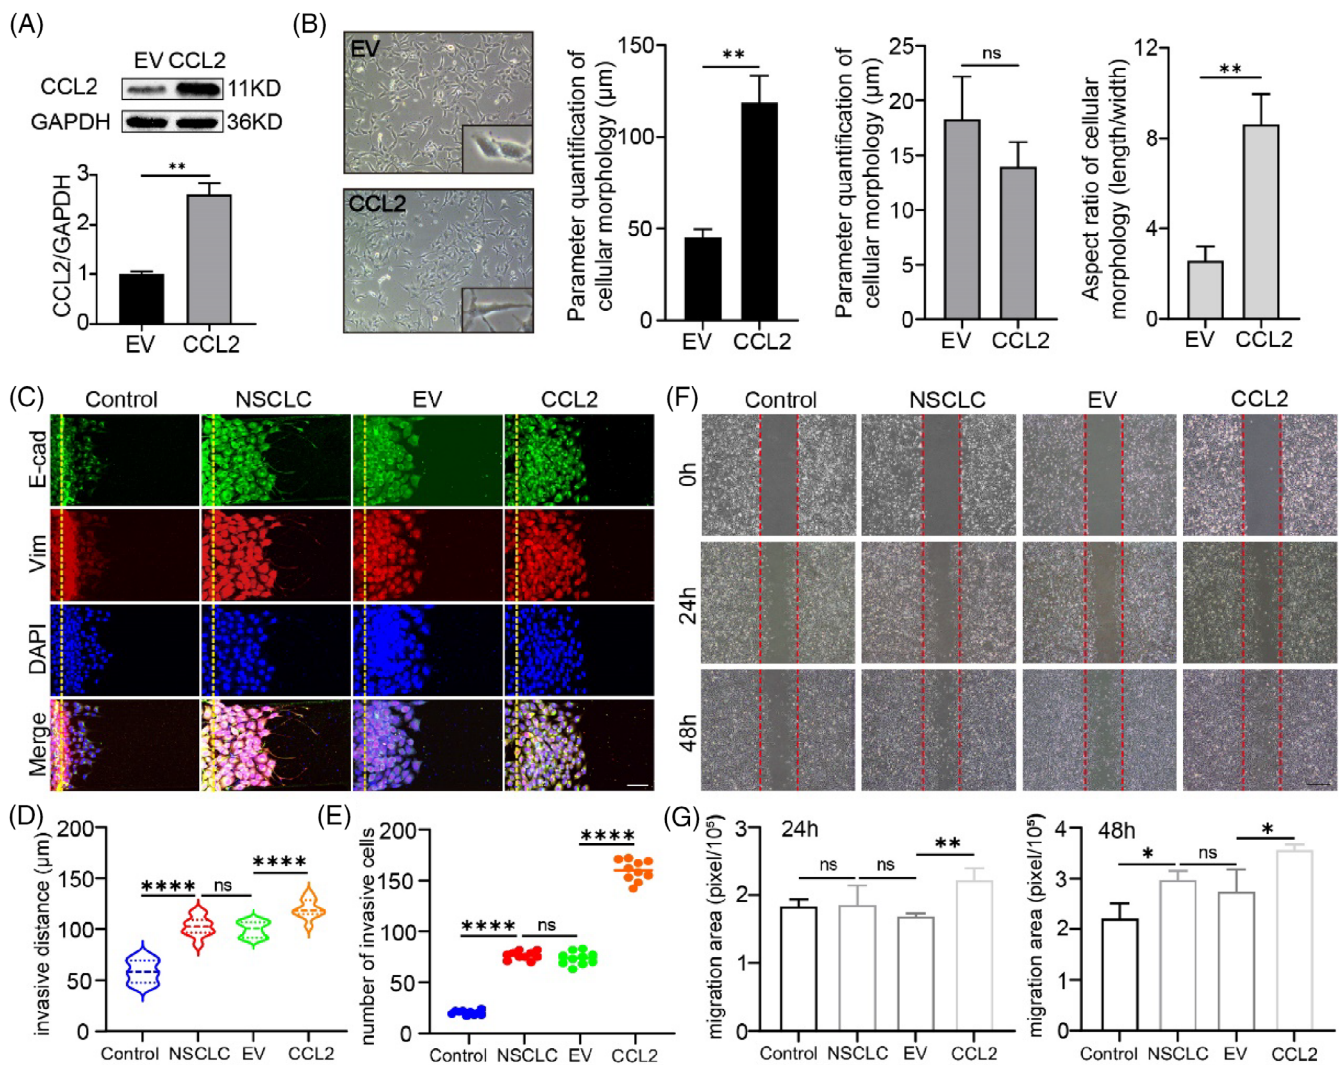 (A)
EV CCL2
CCL2
11KD
GAPDH
36KD
**
CCL2/GAPDH
3
2
1
0
EV
CCL2
(B)
EV
CCL2
Parameter quantification of
cellular morphology (μm)
150
100
50
0
**
EV
CCL2
Parameter quantification of
cellular morphology (μm)
25
20
15
10
5
0
ns
EV
CCL2
Aspect ratio of cellular
morphology (length/width)
12
8
4
0
**
EV
CCL2
(C)
Control
NSCLC
EV
CCL2
E-cad
Vim
DAPI
Merge
(D)
invasive distance (μm)
200
150
100
50
0
****
ns
****
Control
NSCLC
EV
CCL2
(E)
number of invasive cells
200
150
100
50
0
****
ns
****
Control
NSCLC
EV
CCL2
(F)
Control
NSCLC
EV
CCL2
0h
24h
48h
(G)
24h
migration area (pixel/10⁵)
3
2
1
0
ns
ns
**
Control
NSCLC
EV
CCL2
48h
migration area (pixel/10⁵)
4
3
2
1
0
*
ns
*
Control
NSCLC
EV
CCL2